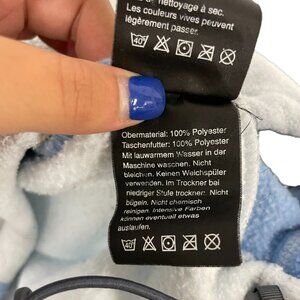 nettoyage à sec.
Les couleurs vives peuvent
légèrement passer.
40°
Obermaterial: 100% Polyester
Taschenfutter: 100% Polyester
Mit lauwarmem Wasser in der
Maschine waschen. Nicht
bleichen. Keinen Weichspüler
verwenden. Im Trockner bei
niedriger Stufe trocknen. Nicht
bügeln. Nicht chemisch
reinigen. Intensive Farben
können eventuell etwas
auslaufen.
40°